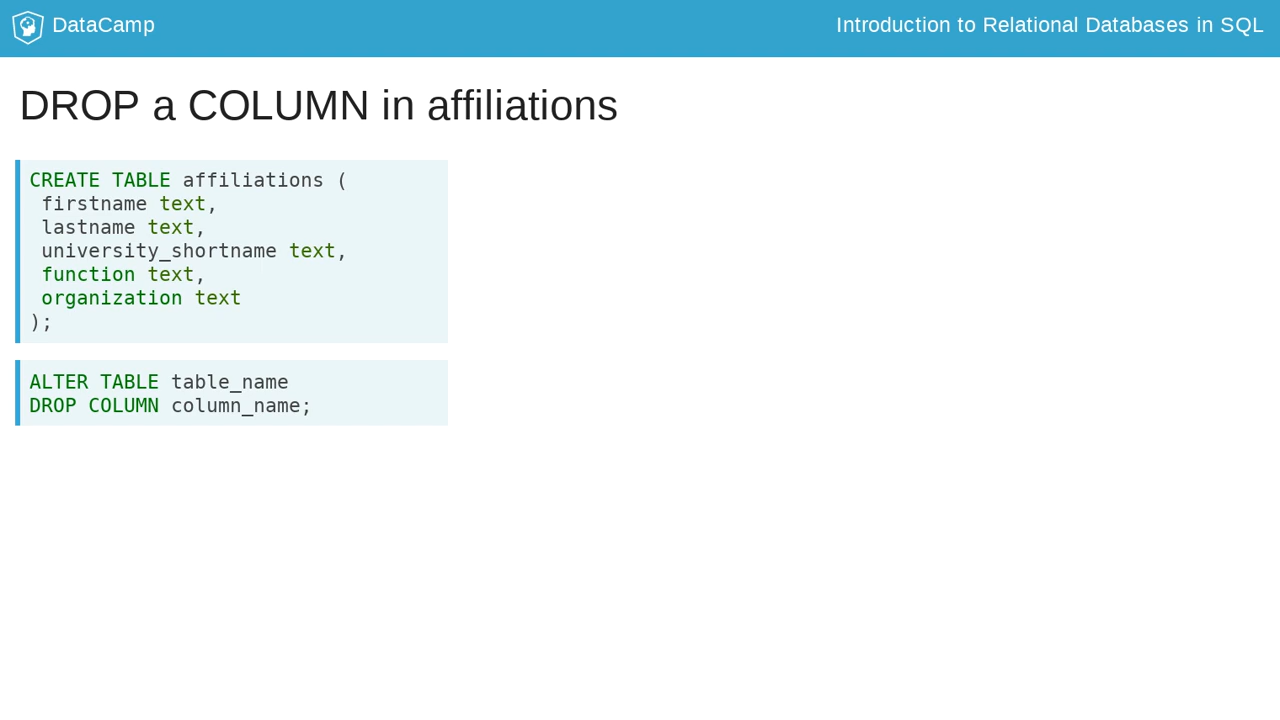 DataCamp
Introduction to Relational Databases in SQL
DROP a COLUMN in affiliations
CREATE TABLE affiliations (
 firstname text,
 lastname text,
 university_shortname text,
 function text,
 organization text
);
ALTER TABLE table_name
DROP COLUMN column_name;